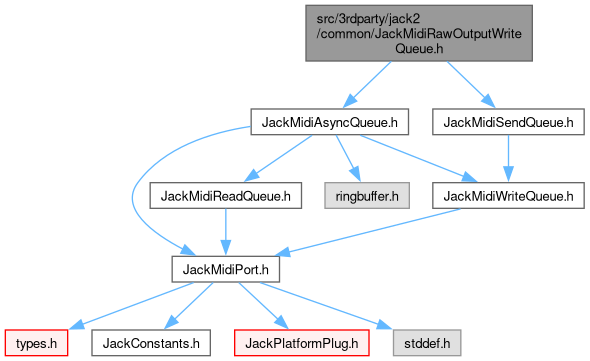 src/3rdparty/jack2
/common/JackMidiRawOutputWrite
Queue.h
JackMidiAsyncQueue.h
JackMidiSendQueue.h
JackMidiReadQueue.h
ringbuffer.h
JackMidiWriteQueue.h
JackMidiPort.h
types.h
JackConstants.h
JackPlatformPlug.h
stddef.h